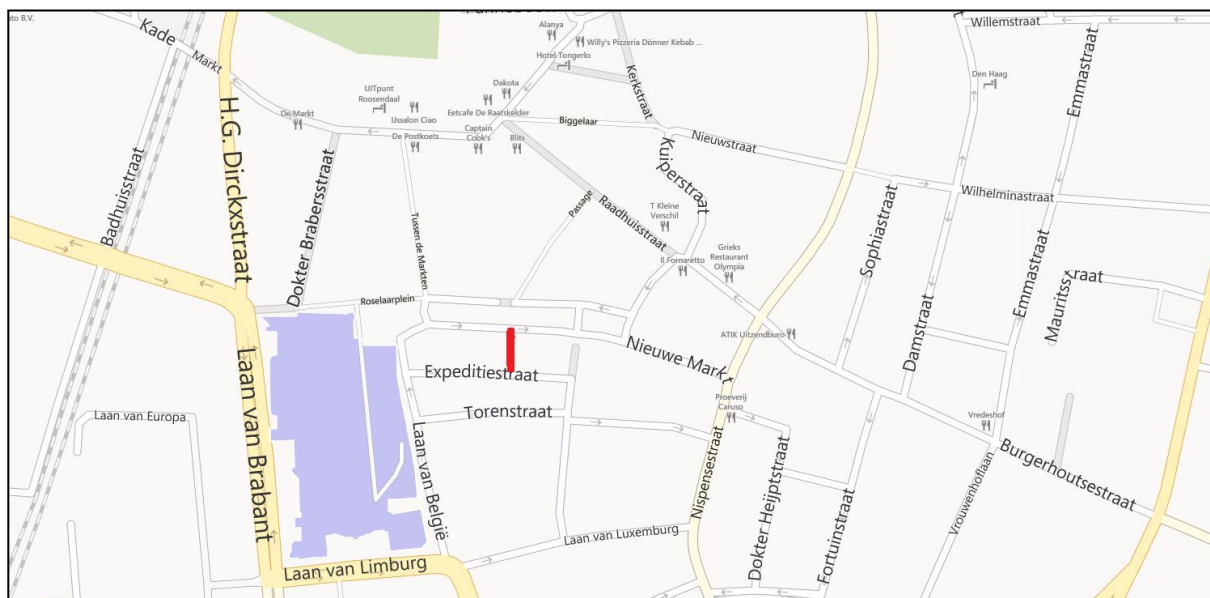 Kade
Markt
H.G. Dirckxstraat
Badhuisstraat
Dokter Brabersstraat
De Markt
UITpunt
Roosendaal
IJssalon Ciao
De Postkoets
Eetcafe De Raatskelder
Captain
Cook's
Blits
Dakota
Alanya
Willy's Pizzeria Dönner Kebab ...
Hotel Tongerlo
Kerkstraat
Biggelaar
Nieuwstraat
Kuiperstraat
Passage
Raadhuisstraat
T Kleine
Verschil
Il Fornaretto
Grieks
Restaurant
Olympia
Tussen de Markten
Roselaarplein
Willemstraat
Den Haag
Emmastraat
Wilhelminastraat
Sophiastraat
Damstraat
Emmastraat
Mauritsstraat
ATIK Uitzendburo
Nieuwe Markt
Expeditiestraat
Torenstraat
Proeverij
Caruso
Vredeshof
Burgerhoutsestraat
Vrouwenhoflaan
Fortuinstraat
Dokter Heijptstraat
Nispensestraat
Laan van Luxemburg
Laan van België
Laan van Limburg
Laan van Brabant
Laan van Europa